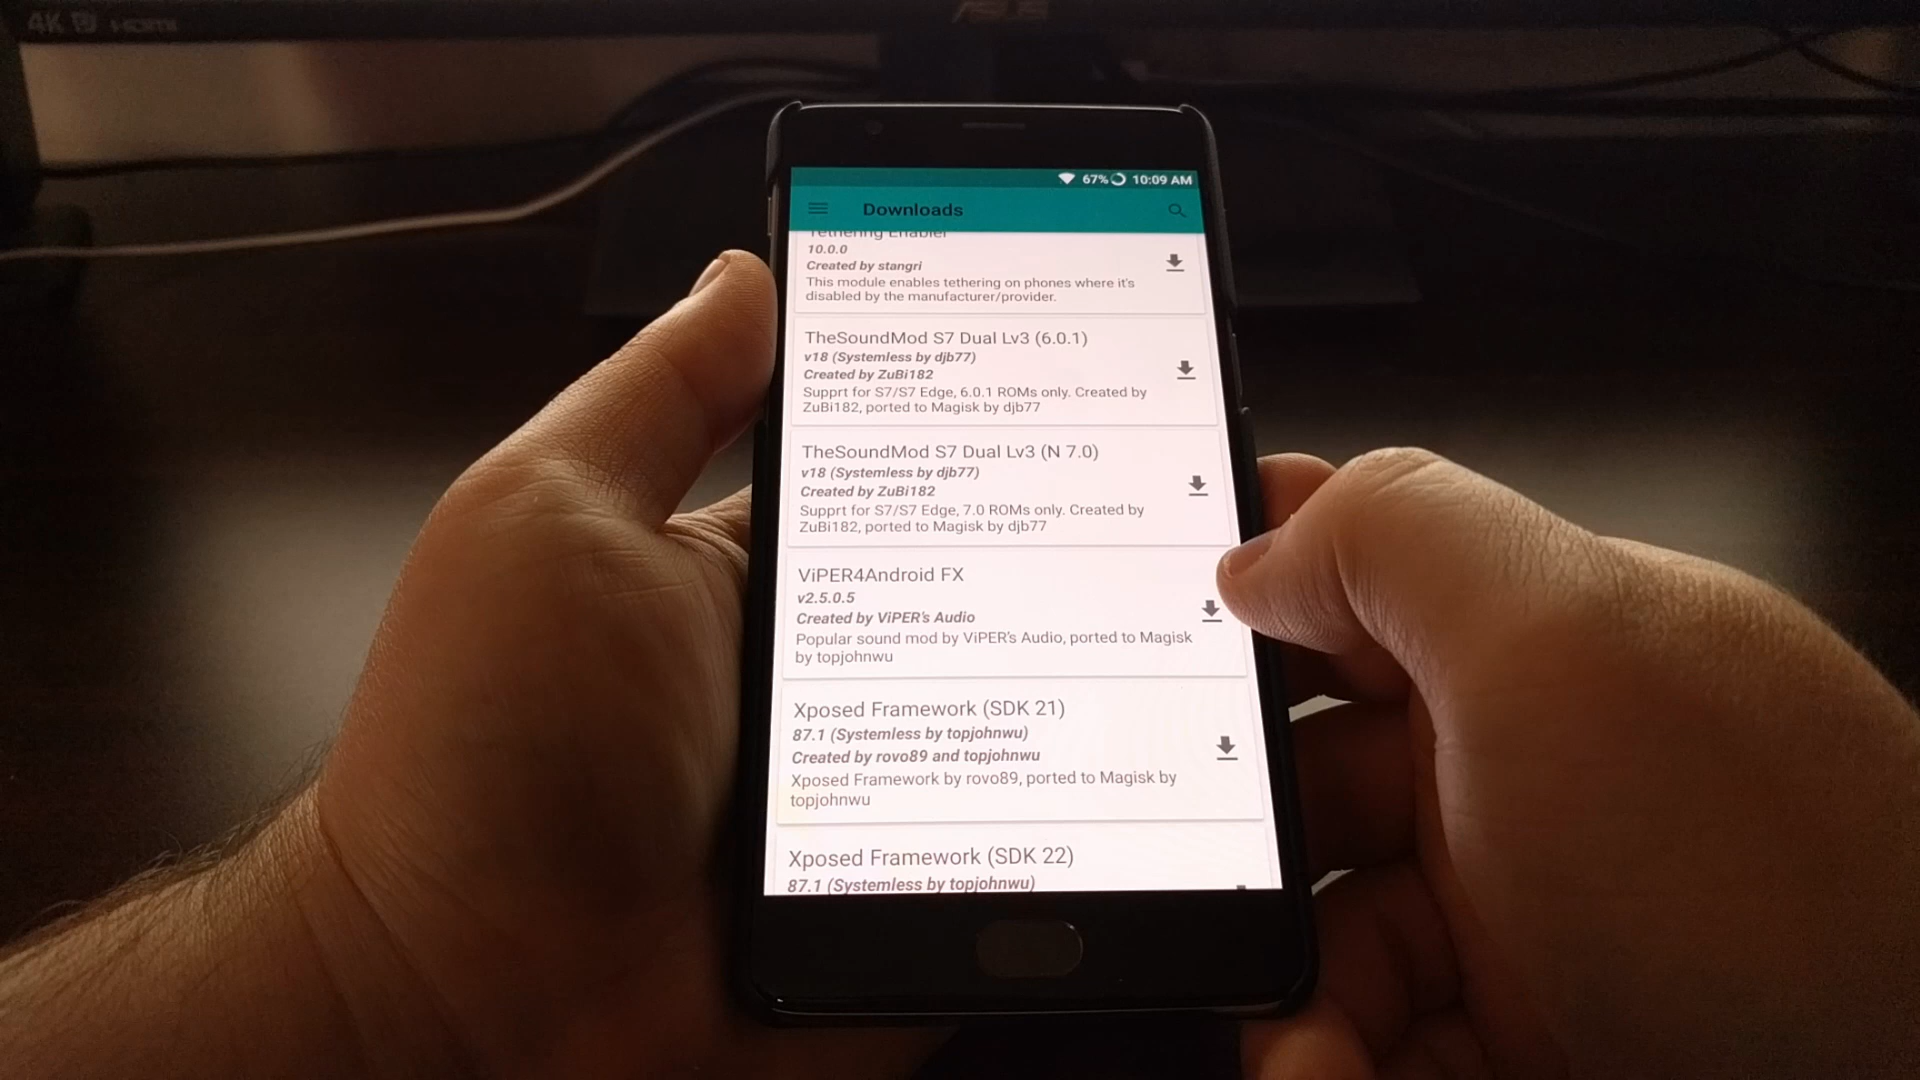 4K HDMI
ASUS
67% 10:09 AM
Downloads
Tethering Enabler
10.0.0
Created by stangri
This module enables tethering on phones where it's
disabled by the manufacturer/provider.
TheSoundMod S7 Dual Lv3 (6.0.1)
v18 (Systemless by djb77)
Created by ZuBi182
Supprt for S7/S7 Edge, 6.0.1 ROMs only. Created by
ZuBi182, ported to Magisk by djb77
TheSoundMod S7 Dual Lv3 (N 7.0)
v18 (Systemless by djb77)
Created by ZuBi182
Supprt for S7/S7 Edge, 7.0 ROMs only. Created by
ZuBi182, ported to Magisk by djb77
ViPER4Android FX
v2.5.0.5
Created by ViPER's Audio
Popular sound mod by ViPER's Audio, ported to Magisk
by topjohnwu
Xposed Framework (SDK 21)
87.1 (Systemless by topjohnwu)
Created by rovo89 and topjohnwu
Xposed Framework by rovo89, ported to Magisk by
topjohnwu
Xposed Framework (SDK 22)
87.1 (Systemless by topjohnwu)